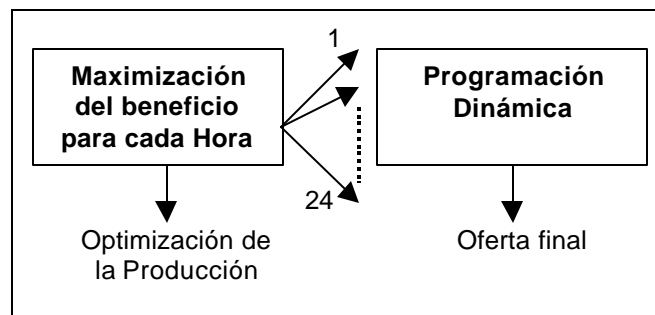 Maximización
del beneficio
para cada Hora
1
24
Programación
Dinámica
Optimización de
la Producción
Oferta final